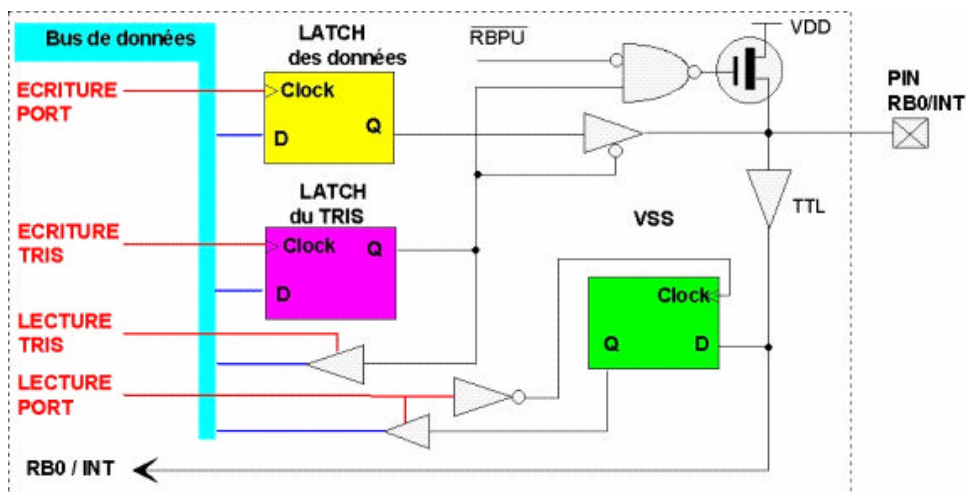 Bus de données
LATCH
des données
RBPU
VDD
ECRITURE
PORT
Clock
D
Q
PIN
RB0/INT
LATCH
du TRIS
TTL
VSS
ECRITURE
TRIS
Clock
Q
D
Clock
Q
D
LECTURE
TRIS
LECTURE
PORT
RB0 / INT